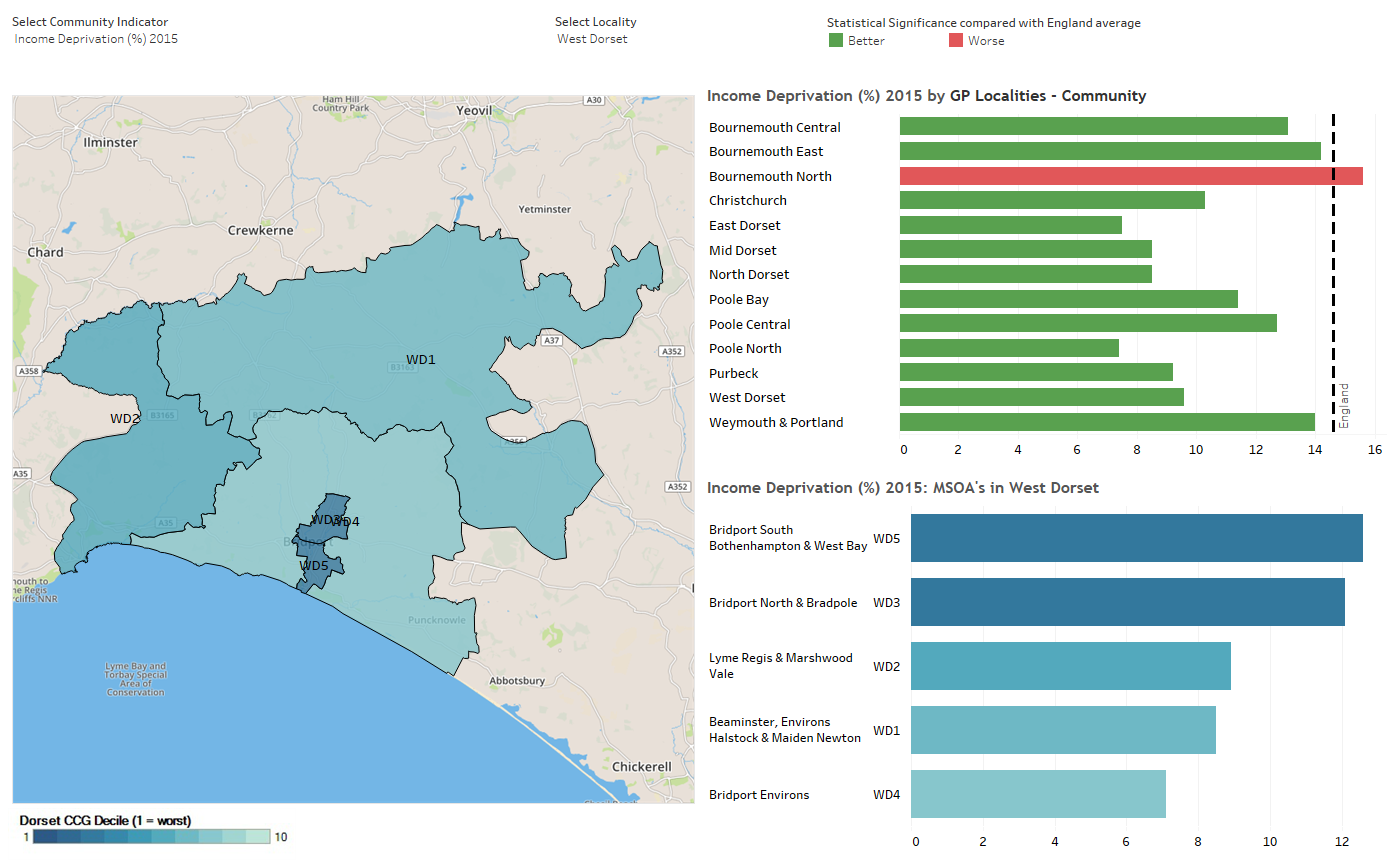 Select Community Indicator
Income Deprivation (%) 2015
Select Locality
West Dorset
Statistical Significance compared with England average
Better
Worse
Ham Hill
Country Park
Yeovil
A30
Ilminster
Yetminster
Crewkerne
Chard
WD1
B3163
A37
A352
A358
WD2
B3165
B3162
A356
A35
A352
WD3
WD4
A35
WD5
Puncknowle
Lyme Bay and
Torbay Special
Area of
Conservation
Abbotsbury
Chickerell
Dorset CCG Decile (1 = worst)
1
10
Income Deprivation (%) 2015 by GP Localities - Community
Bournemouth Central
Bournemouth East
Bournemouth North
Christchurch
East Dorset
Mid Dorset
North Dorset
Poole Bay
Poole Central
Poole North
Purbeck
West Dorset
Weymouth & Portland
England
0 2 4 6 8 10 12 14 16
Income Deprivation (%) 2015: MSOA's in West Dorset
Bridport South
Bothenhampton & West Bay
WD5
Bridport North & Bradpole WD3
Lyme Regis & Marshwood
Vale
WD2
Beaminster, Environs
Halstock & Maiden Newton
WD1
Bridport Environs WD4
0 2 4 6 8 10 12